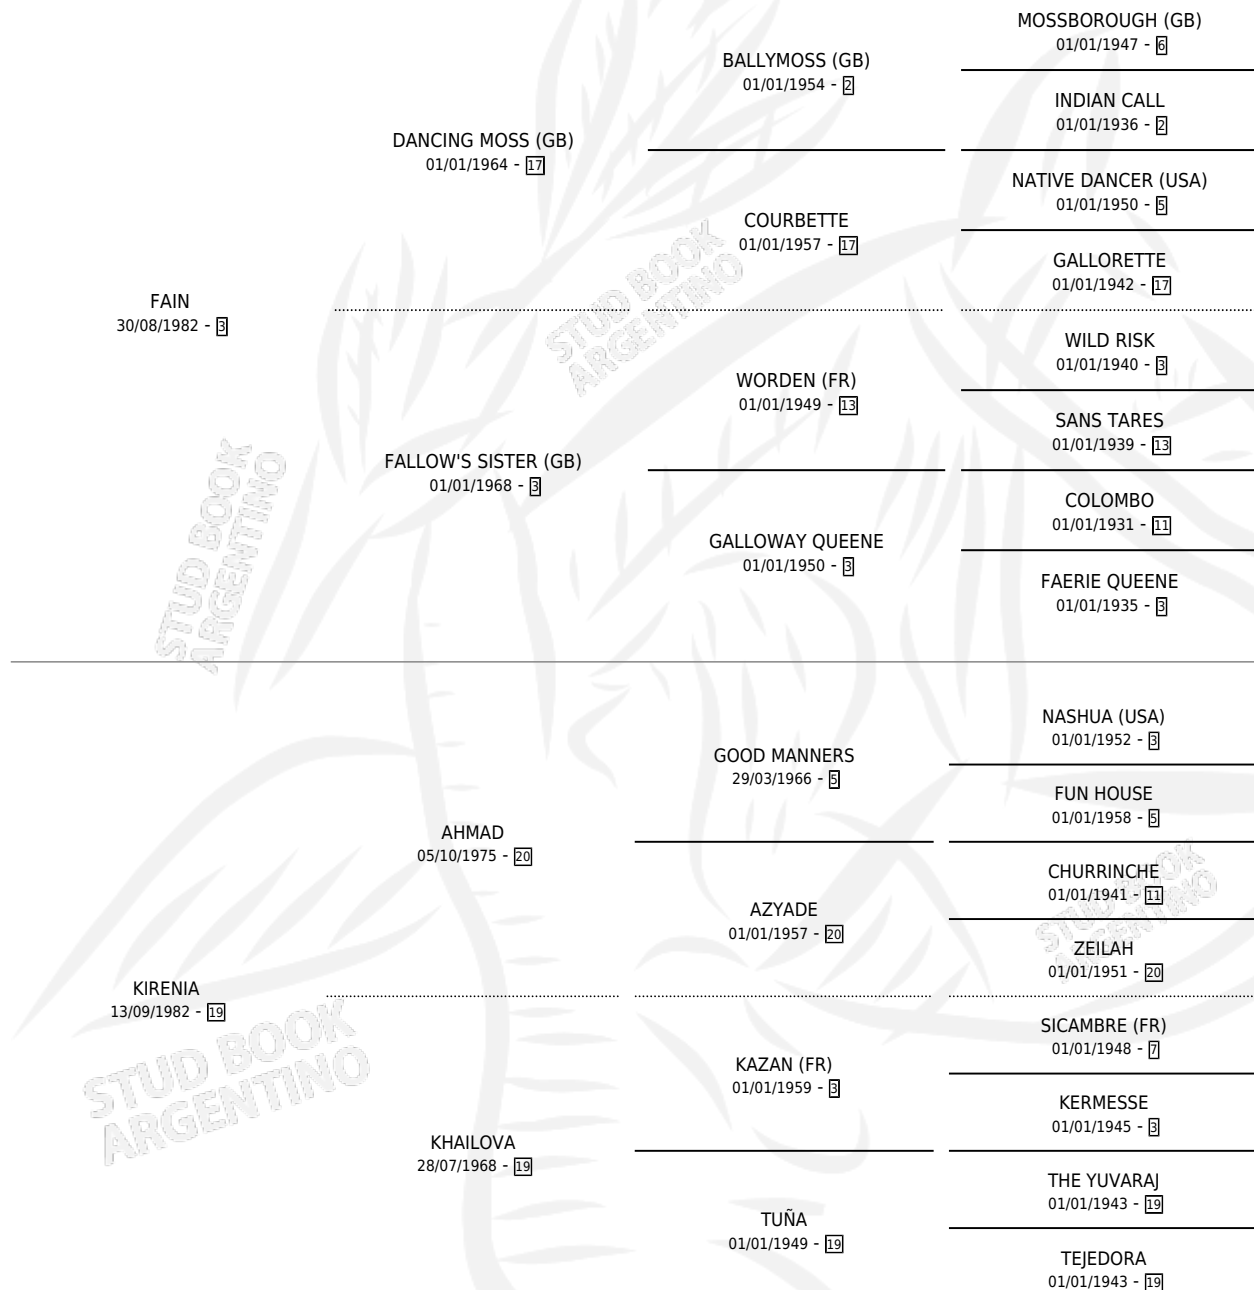 MOSSBOROUGH (GB)
01/01/1947 - 6
BALLYMOSS (GB)
01/01/1954 - 2
INDIAN CALL
01/01/1936 - 2
DANCING MOSS (GB)
01/01/1964 - 17
NATIVE DANCER (USA)
01/01/1950 - 5
COURBETTE
01/01/1957 - 17
GALLORETTE
01/01/1942 - 17
FAIN
30/08/1982 - 3
WILD RISK
01/01/1940 - 3
WORDEN (FR)
01/01/1949 - 13
SANS TARES
01/01/1939 - 13
FALLOW'S SISTER (GB)
01/01/1968 - 3
COLOMBO
01/01/1931 - 11
GALLOWAY QUEENE
01/01/1950 - 3
FAERIE QUEENE
01/01/1935 - 3
NASHUA (USA)
01/01/1952 - 3
GOOD MANNERS
29/03/1966 - 5
FUN HOUSE
01/01/1958 - 5
AHMAD
05/10/1975 - 20
CHURRINCHE
01/01/1941 - 11
AZYADE
01/01/1957 - 20
ZEILAH
01/01/1951 - 20
KIRENIA
13/09/1982 - 19
SICAMBRE (FR)
01/01/1948 - 7
KAZAN (FR)
01/01/1959 - 3
KERMESSE
01/01/1945 - 3
KHAILOVA
28/07/1968 - 19
THE YUVARAJ
01/01/1943 - 19
TUÑA
01/01/1949 - 19
TEJEDORA
01/01/1943 - 19
STUD BOOK
ARGENTINO
STUD BOOK
ARGENTINO
STUD BOOK
ARGENTINO
STUD BOOK
ARGENTINO